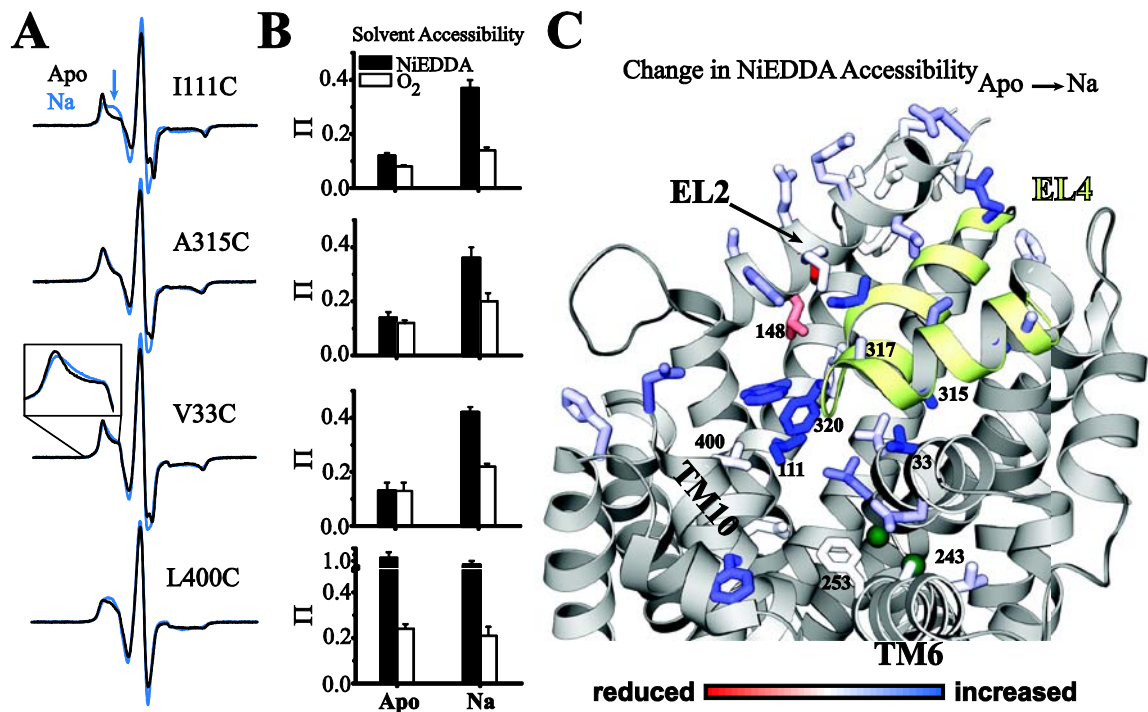 A
Apo
Na
I111C
A315C
V33C
L400C
B
Solvent Accessibility
NiEDDA
O2
Π
0.4
0.2
0.0
Π
0.4
0.2
0.0
Π
0.4
0.2
0.0
Π
1.0
0.4
0.2
0.0
Apo
Na
C
Change in NiEDDA Accessibility Apo → Na
EL2
EL4
148
317
315
320
400
111
33
TM10
243
253
TM6
reduced
increased